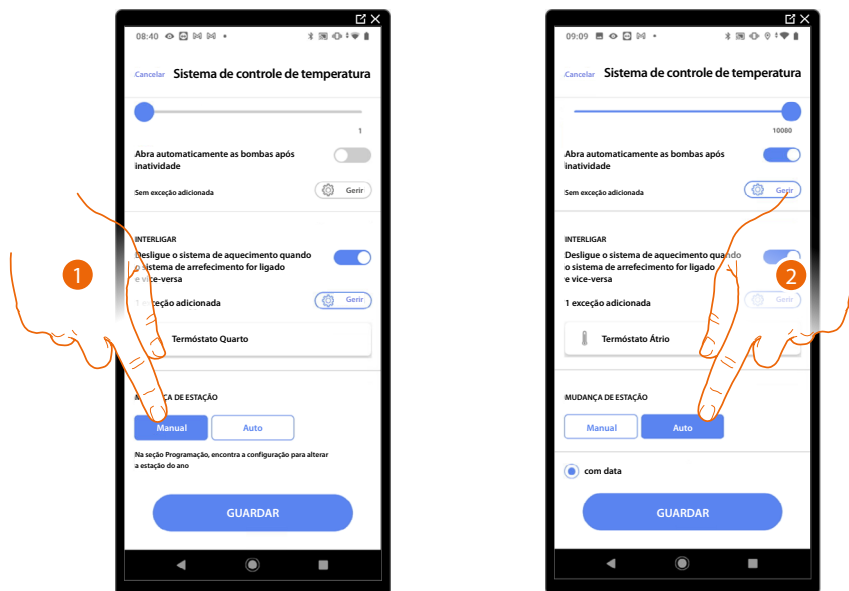 08:40
Cancelar Sistema de controle de temperatura
1
Abra automaticamente as bombas após
inatividade
Sem exceção adicionada Gerir
INTERLIGAR
Desligue o sistema de aquecimento quando
o sistema de arrefecimento for ligado
e vice-versa
1 exceção adicionada Gerir
Termóstato Quarto
DE ESTAÇÃO
Manual Auto
Na seção Programação, encontra a configuração para alterar
a estação do ano
GUARDAR
1
09:09
Cancelar Sistema de controle de temperatura
10080
Abra automaticamente as bombas após
inatividade
Sem exceção adicionada Gerir
INTERLIGAR
Desligue o sistema de aquecimento quando
o sistema de arrefecimento for ligado
e vice-versa
1 exceção adicionada Gerir
Termóstato Átrio
MUDANÇA DE ESTAÇÃO
Manual Auto
com data
GUARDAR
2